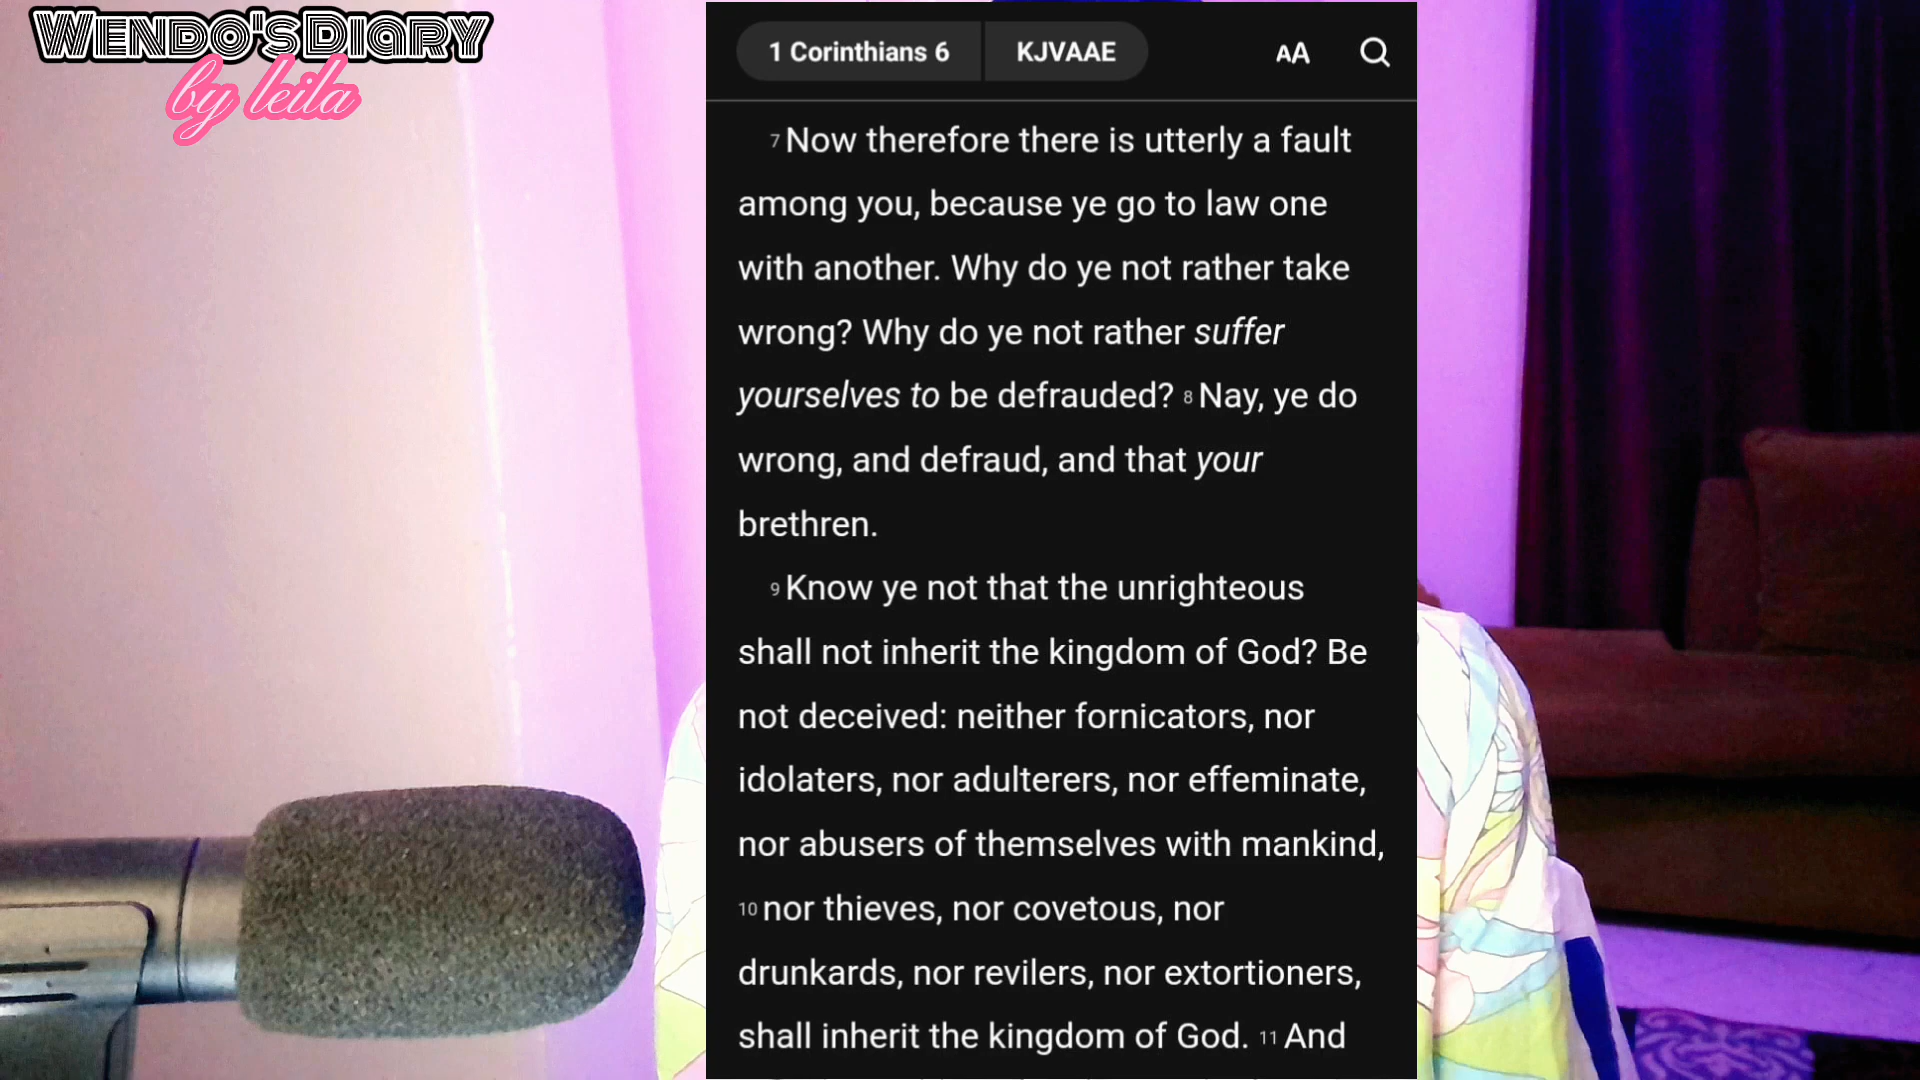 WENDO'S DIARY
by leila
1 Corinthians 6 KJVAAE AA
7 Now therefore there is utterly a fault
among you, because ye go to law one
with another. Why do ye not rather take
wrong? Why do ye not rather suffer
yourselves to be defrauded? 8 Nay, ye do
wrong, and defraud, and that your
brethren.
9 Know ye not that the unrighteous
shall not inherit the kingdom of God? Be
not deceived: neither fornicators, nor
idolaters, nor adulterers, nor effeminate,
nor abusers of themselves with mankind,
10 nor thieves, nor covetous, nor
drunkards, nor revilers, nor extortioners,
shall inherit the kingdom of God. 11 And